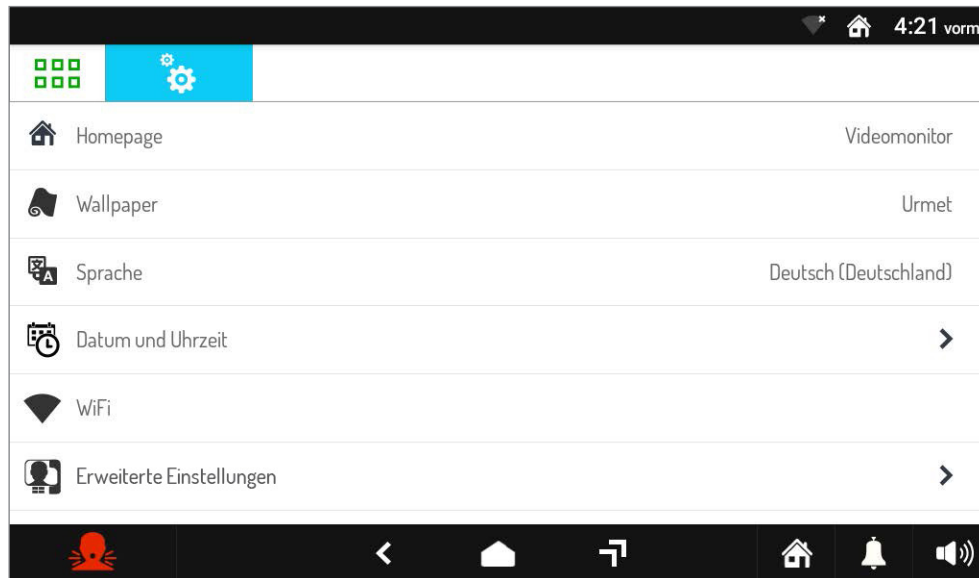 4:21 vorm
Homepage
Videomonitor
Wallpaper
Urmet
Sprache
Deutsch (Deutschland)
Datum und Uhrzeit
WiFi
Erweiterte Einstellungen